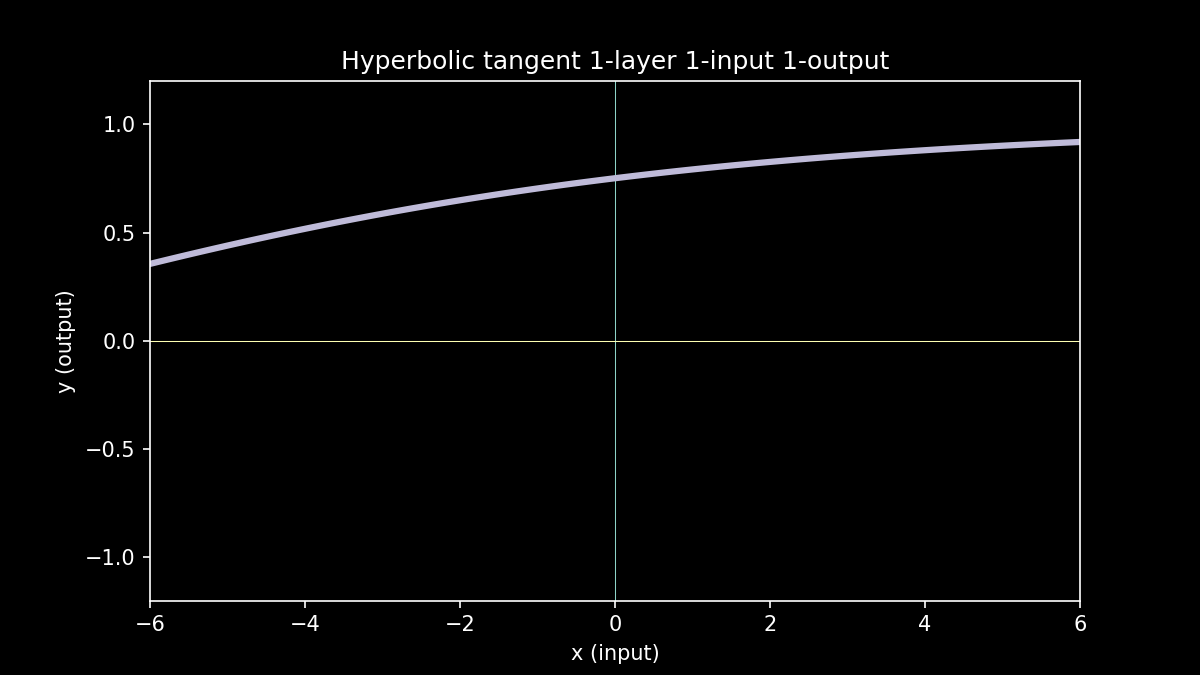 Hyperbolic tangent 1-layer 1-input 1-output
1.0
0.5
0.0
−0.5
−1.0
y (output)
−6 −4 −2 0 2 4 6
x (input)